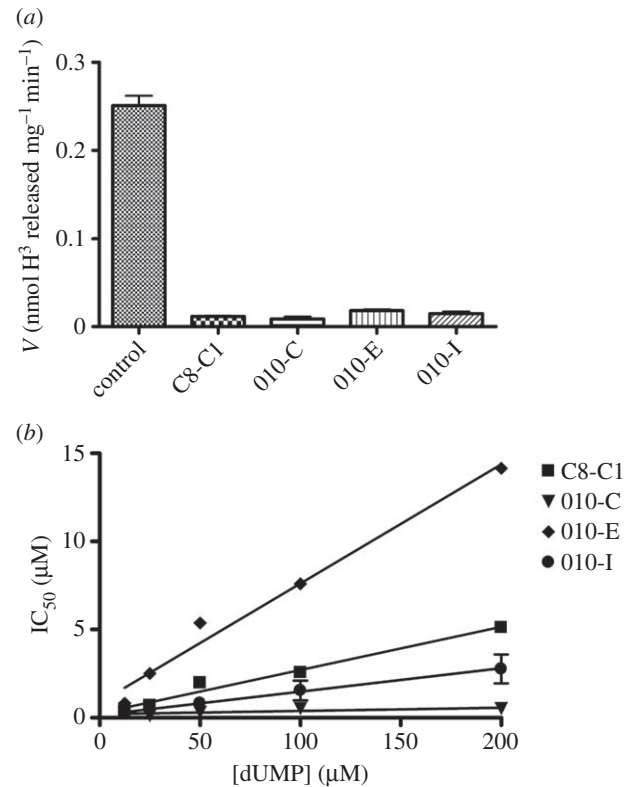 (a)
V (nmol H³ released mg⁻¹ min⁻¹)
0.3
0.2
0.1
0
control
C8-C1
010-C
010-E
010-I
(b)
IC₅₀ (μM)
15
10
5
0
0
50
100
150
200
[dUMP] (μM)
C8-C1
010-C
010-E
010-I